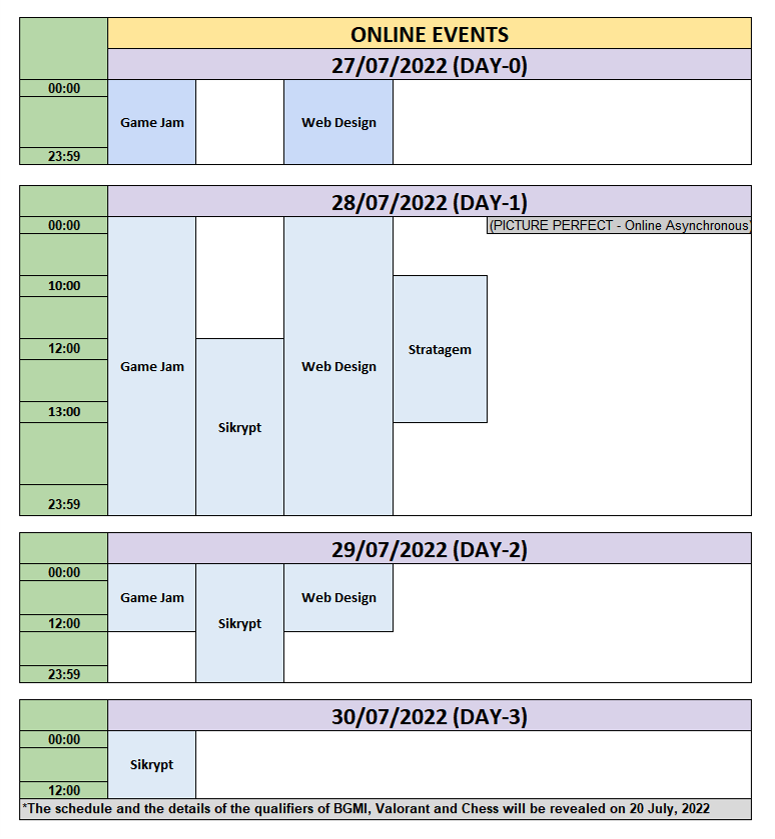 ONLINE EVENTS
27/07/2022 (DAY-0)
00:00
Game Jam
Web Design
23:59
28/07/2022 (DAY-1)
00:00
(PICTURE PERFECT - Online Asynchronous)
10:00
12:00
Stratagem
Game Jam
Web Design
13:00
Sikrypt
23:59
29/07/2022 (DAY-2)
00:00
Game Jam
Web Design
12:00
Sikrypt
23:59
30/07/2022 (DAY-3)
00:00
Sikrypt
12:00
*The schedule and the details of the qualifiers of BGMI, Valorant and Chess will be revealed on 20 July, 2022